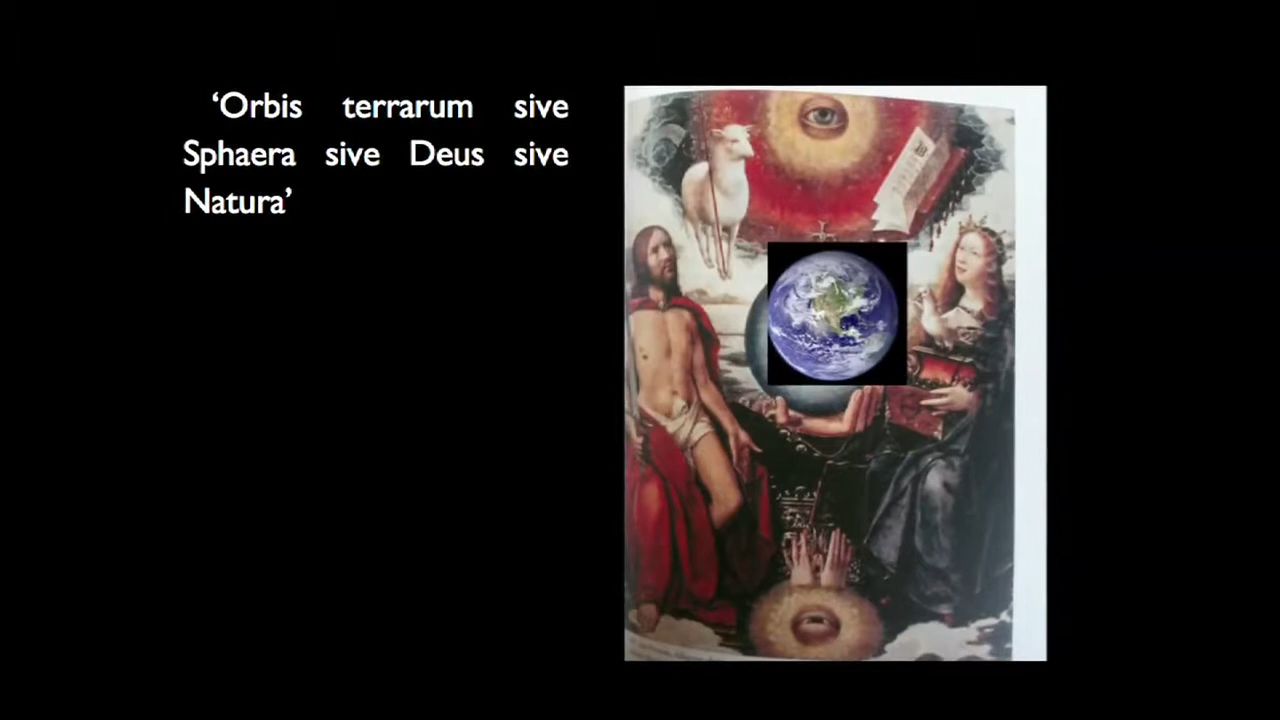 ‘Orbis terrarum sive
Sphaera sive Deus sive
Natura’